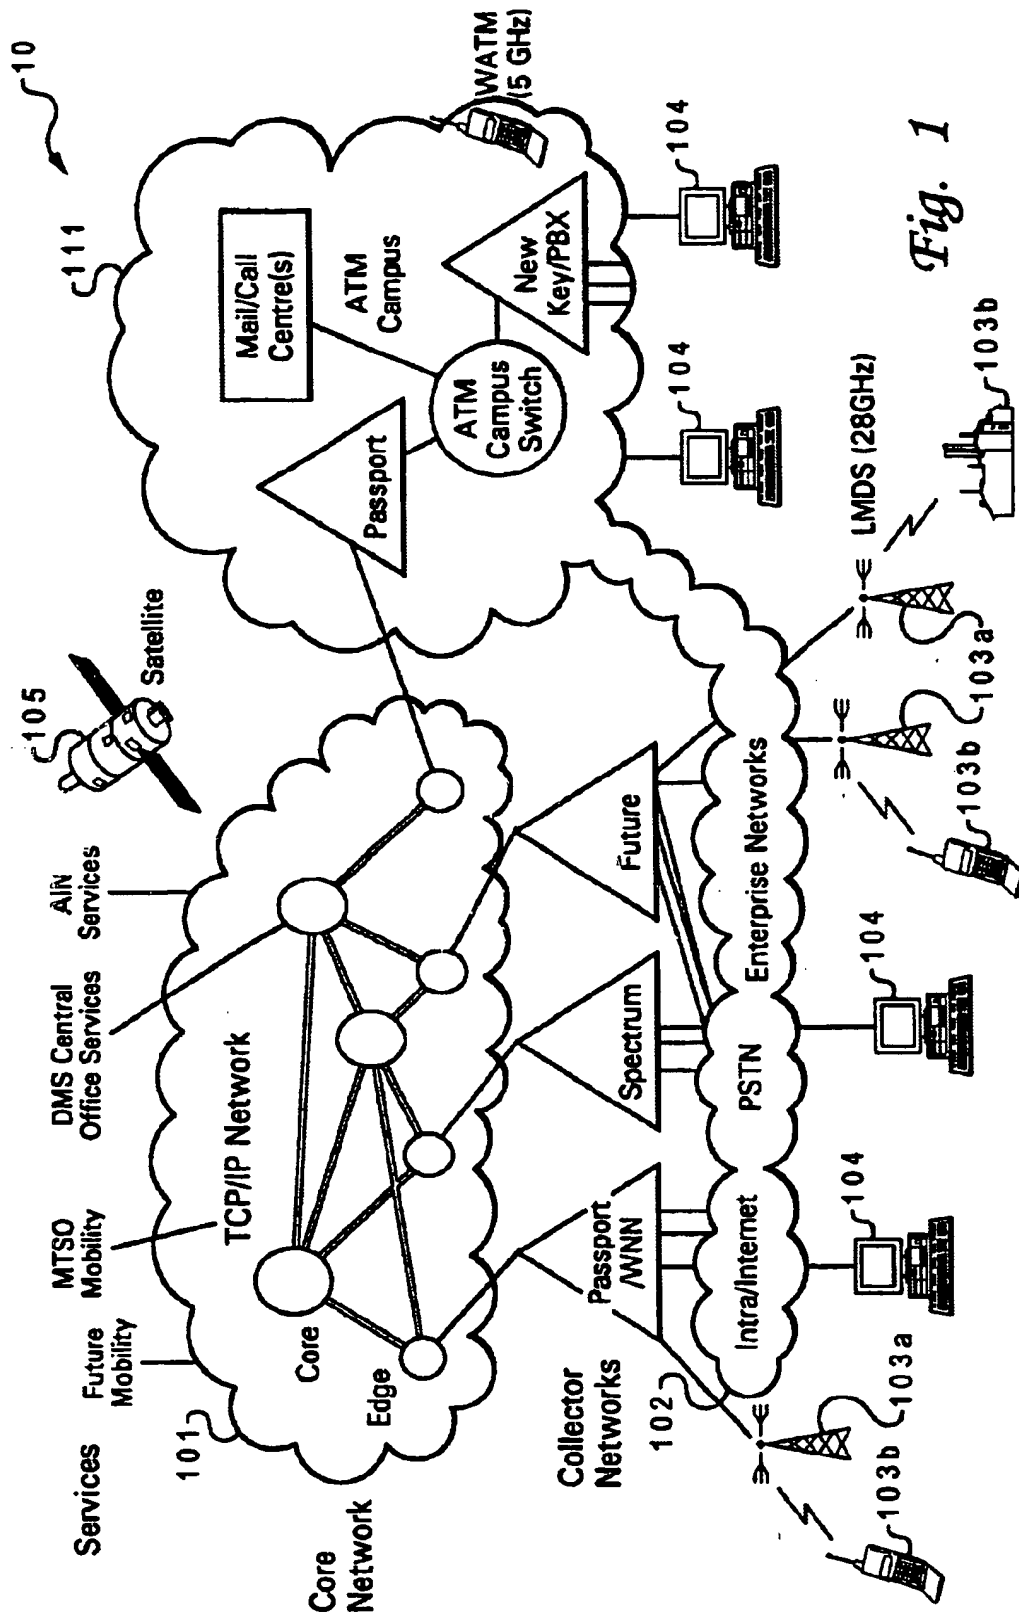 10
Services
Future
Mobility
MTSO
Mobility
DMS Central
Office Services
AIN
Services
105
Satellite
111
Mail/Call
Centre(s)
ATM
Campus
WATM
(5 GHz)
101
TCP/IP Network
Core
Edge
Core
Network
Passport
ATM
Campus
Switch
New
Key/PBX
Collector
Networks
Passport
/WNN
Spectrum
Future
102
Intra/Internet
PSTN
Enterprise Networks
104
104
104
104
LMDS (28GHz)
103a
103b
103a
103b
103b
Fig. 1